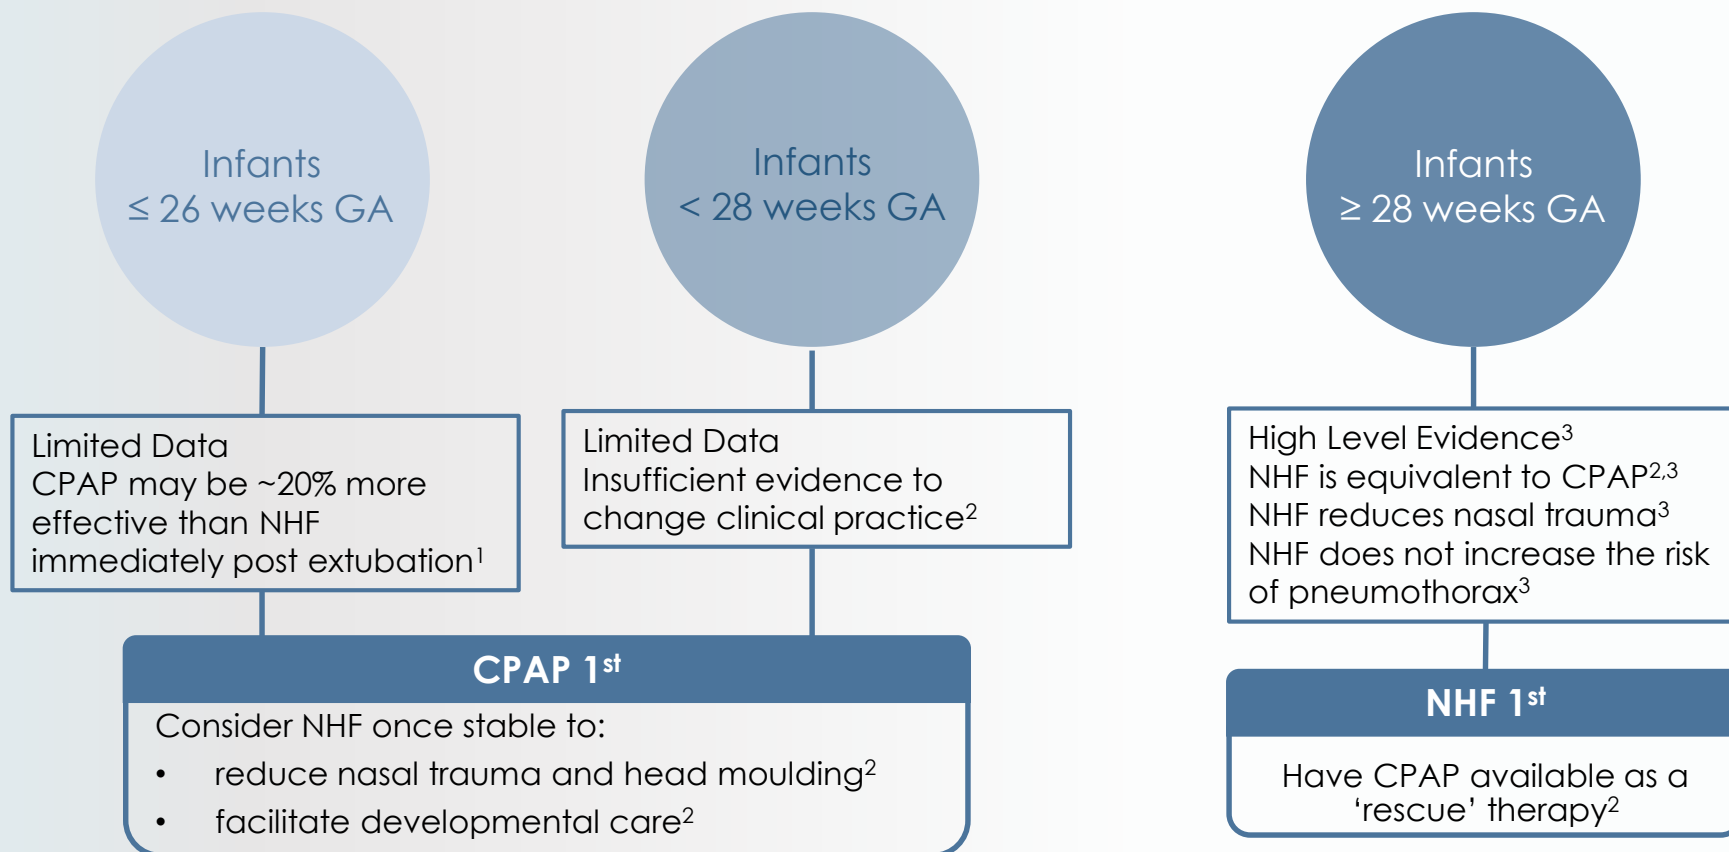 Infants
≤ 26 weeks GA
Limited Data
CPAP may be ~20% more
effective than NHF
immediately post extubation¹
Infants
< 28 weeks GA
Limited Data
Insufficient evidence to
change clinical practice²
CPAP 1st
Consider NHF once stable to:
• reduce nasal trauma and head moulding²
• facilitate developmental care²
Infants
≥ 28 weeks GA
High Level Evidence³
NHF is equivalent to CPAP²,³
NHF reduces nasal trauma³
NHF does not increase the risk
of pneumothorax³
NHF 1st
Have CPAP available as a
‘rescue’ therapy²